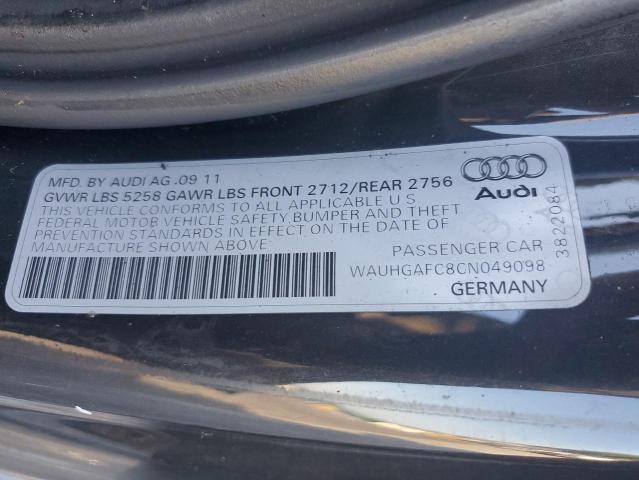 MFD. BY AUDI AG .09 11
GVWR LBS 5258 GAWR LBS FRONT 2712/REAR 2756
THIS VEHICLE CONFORMS TO ALL APPLICABLE U S
FEDERAL MOTOR VEHICLE SAFETY,BUMPER AND THEFT
PREVENTION STANDARDS IN EFFECT ON THE DATE OF
MANUFACTURE SHOWN ABOVE
Audi
PASSENGER CAR
WAUHGAFC8CN049098
GERMANY
3822084